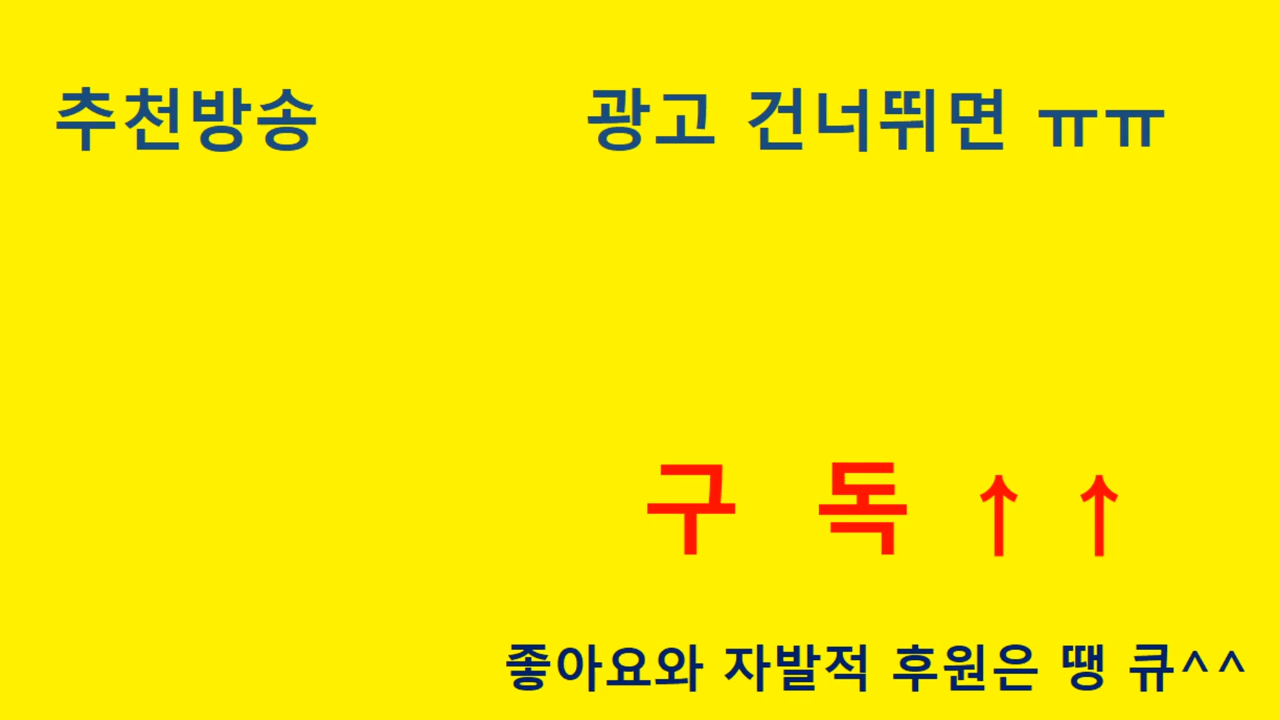 추천방송 광고 건너뛰면 ㅠㅠ
구 독 ↑ ↑
좋아요와 자발적 후원은 땡 큐^^